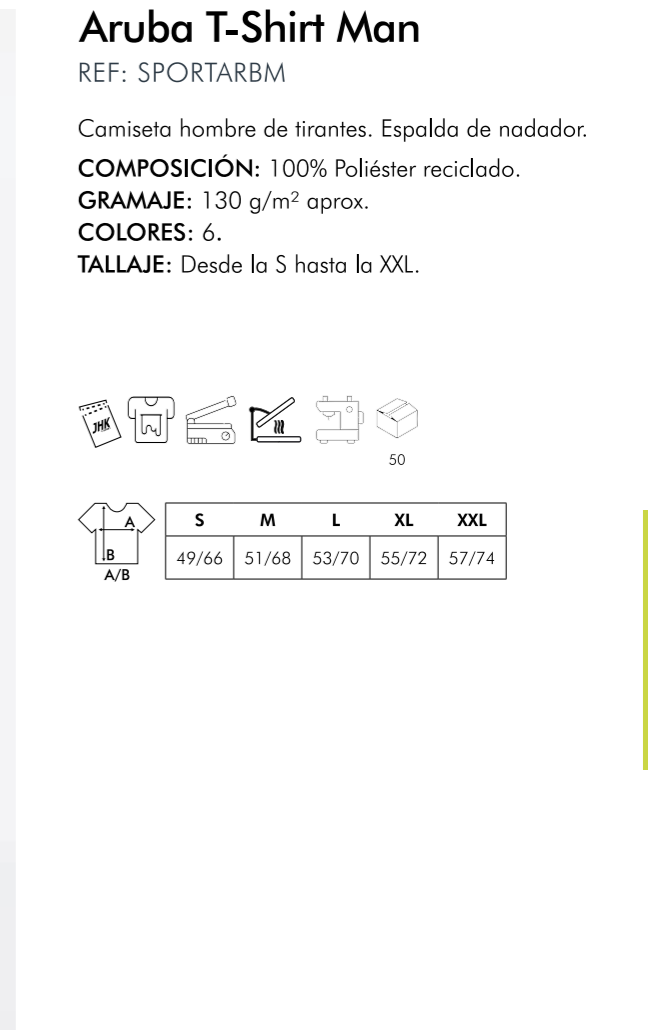 Aruba T-Shirt Man
REF: SPORTARBM
Camiseta hombre de tirantes. Espalda de nadador.
COMPOSICIÓN: 100% Poliéster reciclado.
GRAMAJE: 130 g/m² aprox.
COLORES: 6.
TALLAJE: Desde la S hasta la XXL.
JHK
50
A
B
A/B
S M L XL XXL
49/66 51/68 53/70 55/72 57/74